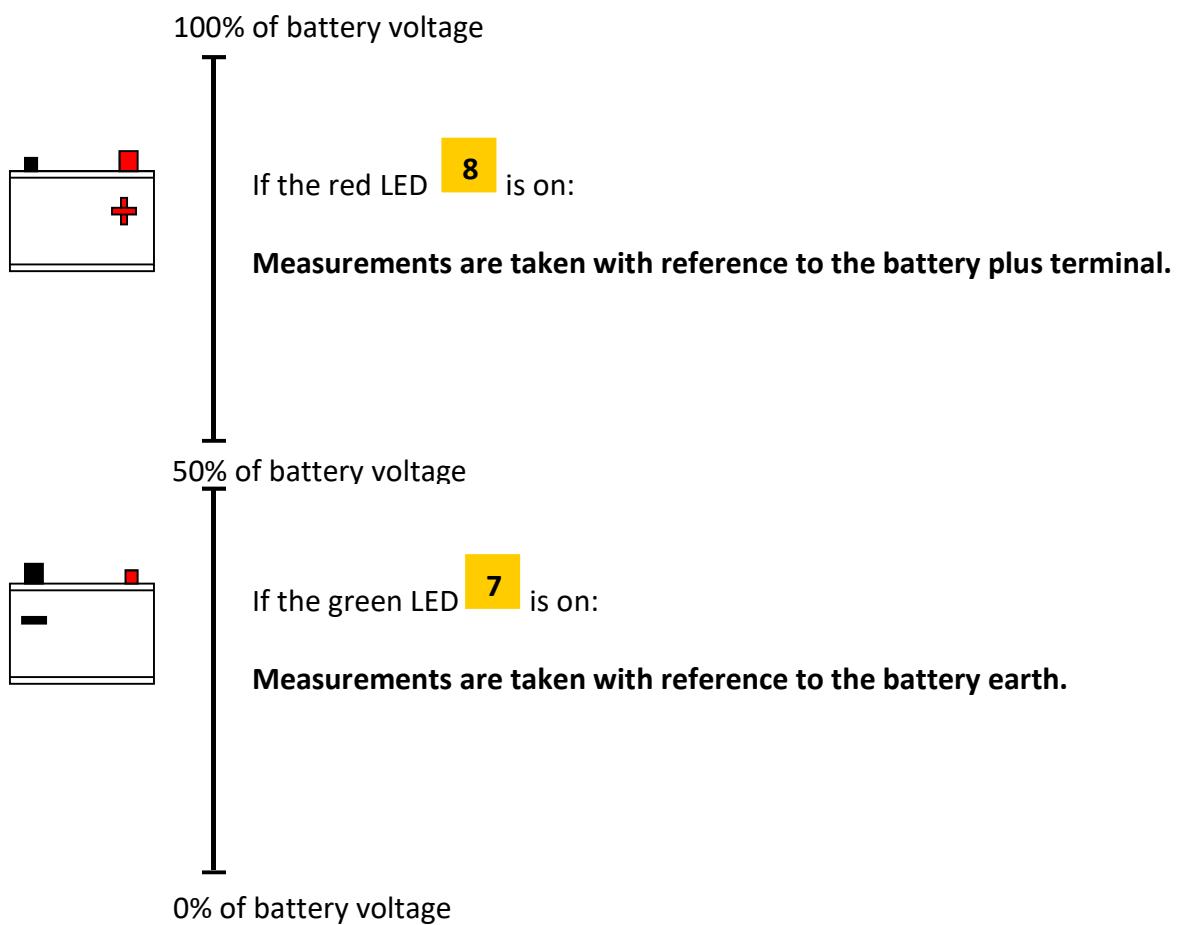 100% of battery voltage
If the red LED 8 is on:
Measurements are taken with reference to the battery plus terminal.
50% of battery voltage
If the green LED 7 is on:
Measurements are taken with reference to the battery earth.
0% of battery voltage